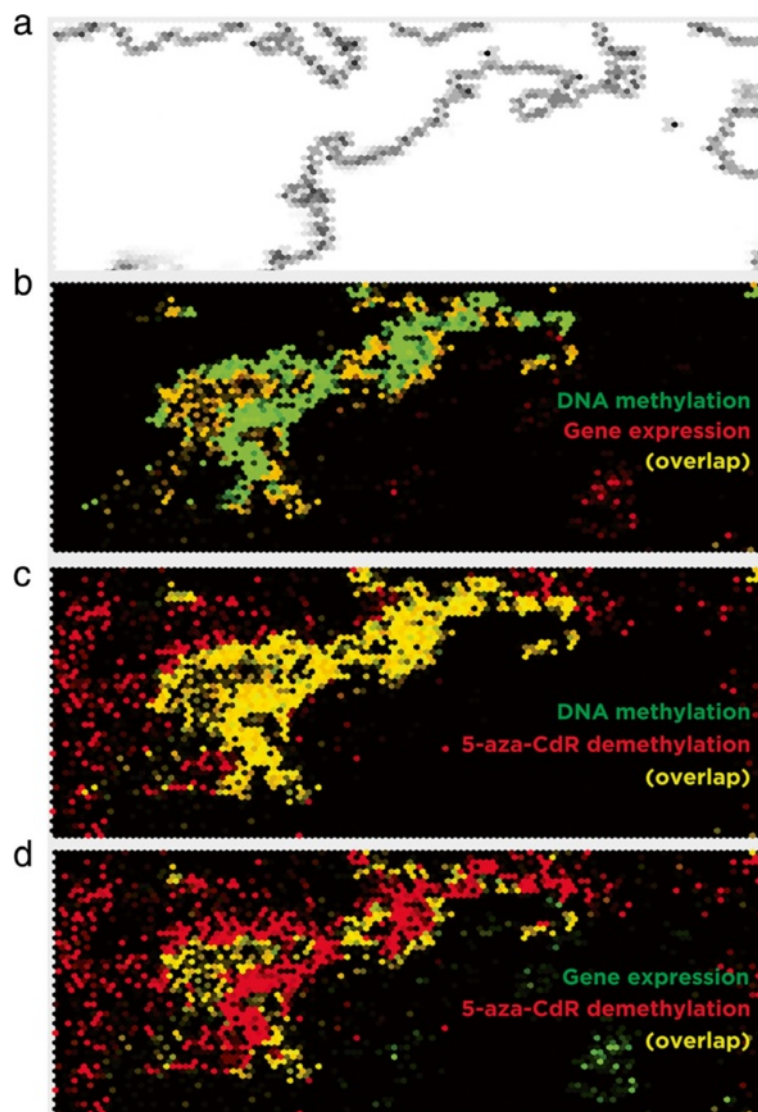 a
b
DNA methylation
Gene expression
(overlap)
c
DNA methylation
5-aza-CdR demethylation
(overlap)
d
Gene expression
5-aza-CdR demethylation
(overlap)